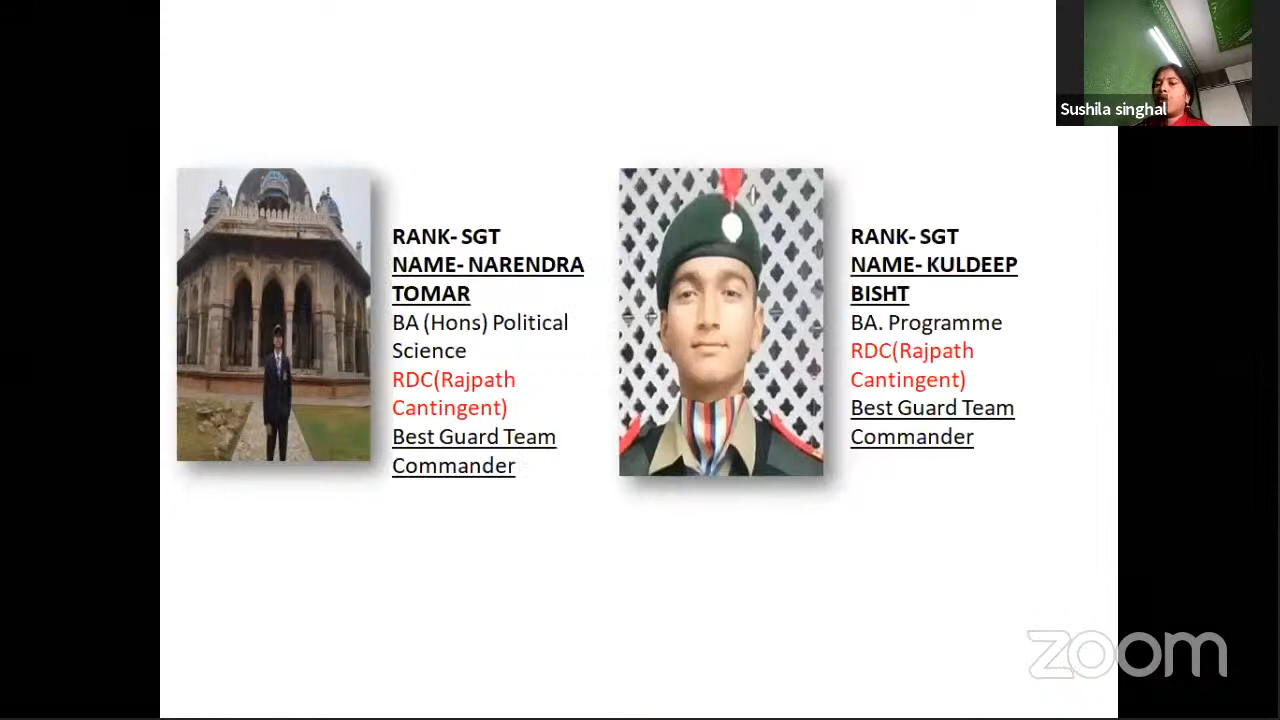 Sushila singhal
RANK- SGT
NAME- NARENDRA
TOMAR
BA (Hons) Political
Science
RDC(Rajpath
Cantingent)
Best Guard Team
Commander
RANK- SGT
NAME- KULDEEP
BISHT
BA. Programme
RDC(Rajpath
Cantingent)
Best Guard Team
Commander
zoom